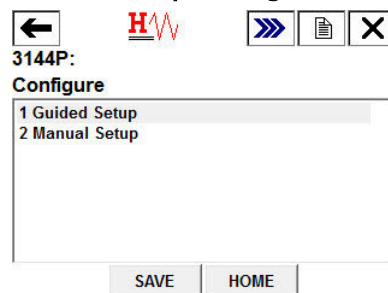 H
3144P:
Configure
1 Guided Setup
2 Manual Setup
SAVE HOME